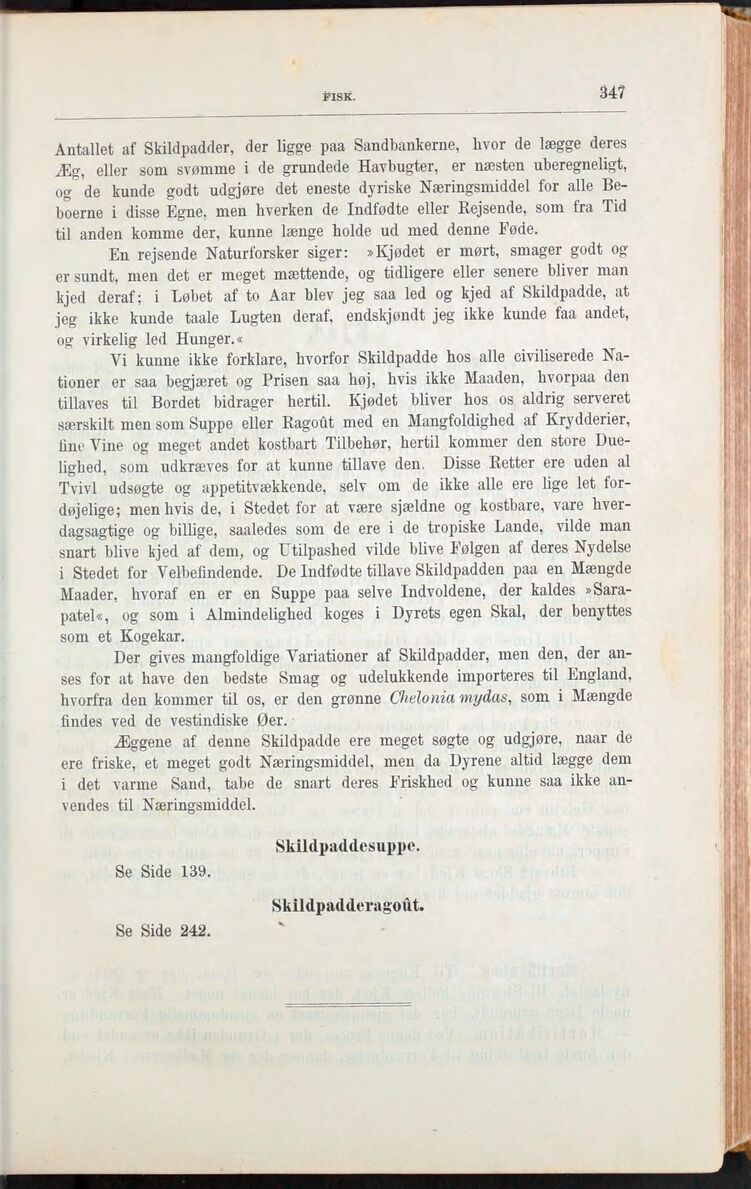 FISK.
347
Antallet af Skildpadder, der ligge paa Sandbankerne, hvor de lægge deres
Æg, eller som svømme i de grundede Havbugter, er næsten uberegneligt,
og de kunde godt udgjøre det eneste dyriske Næringsmiddel for alle Be-
boerne i disse Egne, men hverken de Indfødte eller Rejsende, som fra Tid
til anden komme der, kunne længe holde ud med denne Føde.
En rejsende Naturforsker siger: »Kjødet er mørt, smager godt og
er sundt, men det er meget mættende, og tidligere eller senere bliver man
kjed deraf; i Løbet af to Aar blev jeg saa led og kjed af Skildpadde, at
jeg ikke kunde taale Lugten deraf, endskjøndt jeg ikke kunde faa andet,
og virkelig led Hunger.«
Vi kunne ikke forklare, hvorfor Skildpadde hos alle civiliserede Na-
tioner er saa begjæret og Prisen saa høj, hvis ikke Maaden, hvorpaa den
tillaves til Bordet bidrager hertil. Kjødet bliver hos os aldrig serveret
særskilt men som Suppe eller Ragoût med en Mangfoldighed af Krydderier,
fine Vine og meget andet kostbart Tilbehør, hertil kommer den store Due-
lighed, som udkræves for at kunne tillave den. Disse Retter ere uden al
Tvivl udsøgte og appetitvækkende, selv om de ikke alle ere lige let for-
døjelige; men hvis de, i Stedet for at være sjældne og kostbare, vare hver-
dagsagtige og billige, saaledes som de ere i de tropiske Lande, vilde man
snart blive kjed af dem, og Utilpashed vilde blive Følgen af deres Nydelse
i Stedet for Velbefindende. De Indfødte tillave Skildpadden paa en Mængde
Maader, hvoraf en er en Suppe paa selve Indvoldene, der kaldes »Sara-
patel«, og som i Almindelighed koges i Dyrets egen Skal, der benyttes
som et Kogekar.
Der gives mangfoldige Variationer af Skildpadder, men den, der an-
ses for at have den bedste Smag og udelukkende importeres til England,
hvorfra den kommer til os, er den grønne Chelonia mydas, som i Mængde
findes ved de vestindiske Øer.
Æggene af denne Skildpadde ere meget søgte og udgjøre, naar de
ere friske, et meget godt Næringsmiddel, men da Dyrene altid lægge dem
i det varme Sand, tabe de snart deres Friskhed og kunne saa ikke an-
vendes til Næringsmiddel.
Skildpaddesuppe.
Se Side 139.
Skildpadderagoût.
Se Side 242.